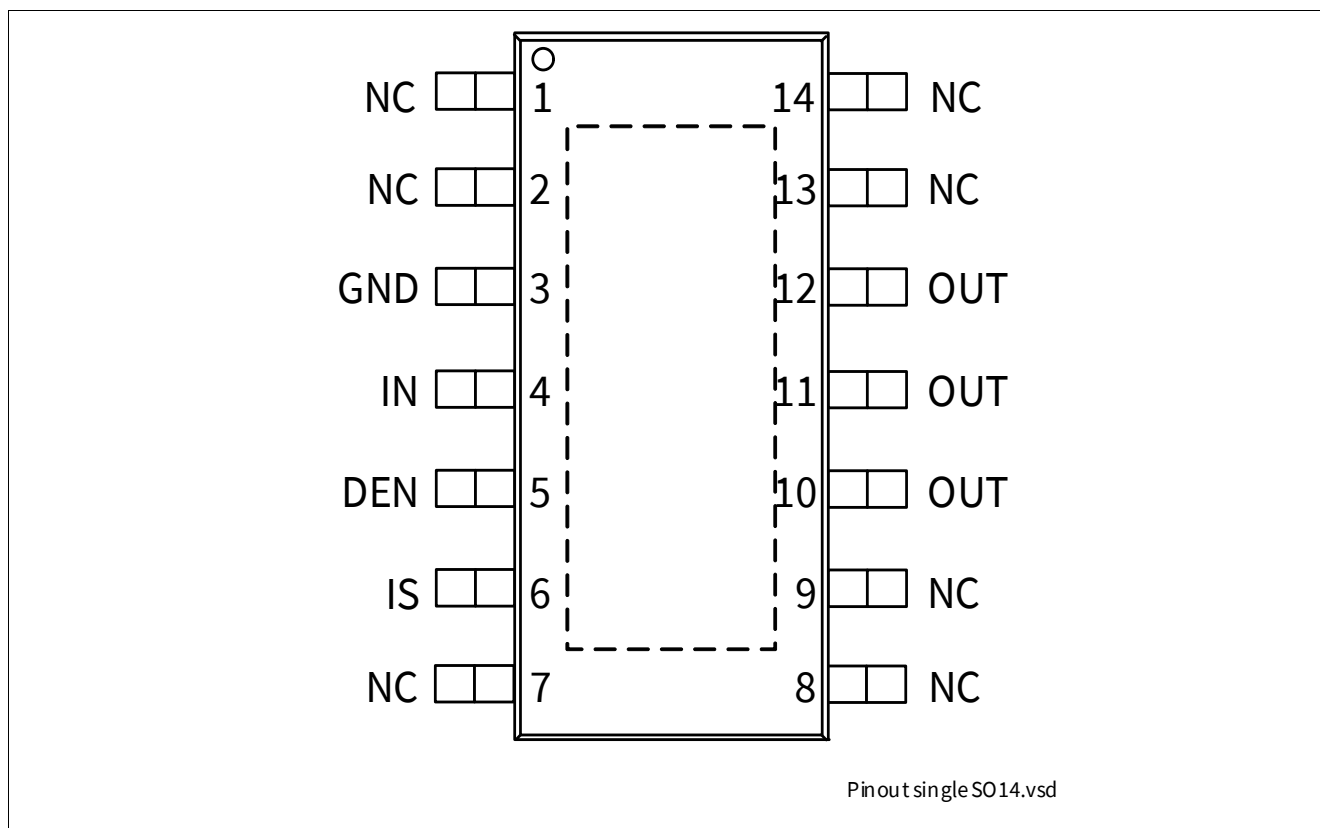 NC 1 14 NC
NC 2 13 NC
GND 3 12 OUT
IN 4 11 OUT
DEN 5 10 OUT
IS 6 9 NC
NC 7 8 NC
Pinout single SO14.vsd